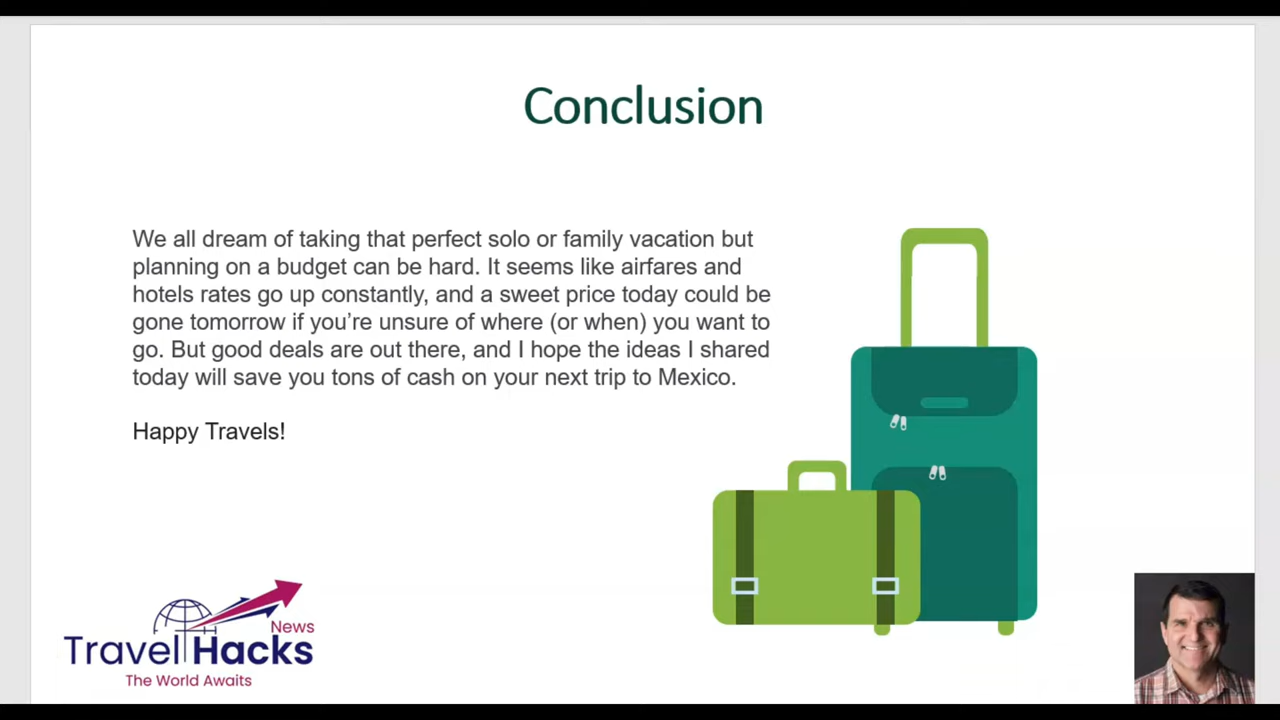 Conclusion
We all dream of taking that perfect solo or family vacation but
planning on a budget can be hard. It seems like airfares and
hotels rates go up constantly, and a sweet price today could be
gone tomorrow if you’re unsure of where (or when) you want to
go. But good deals are out there, and I hope the ideas I shared
today will save you tons of cash on your next trip to Mexico.
Happy Travels!
News
Travel Hacks
The World Awaits